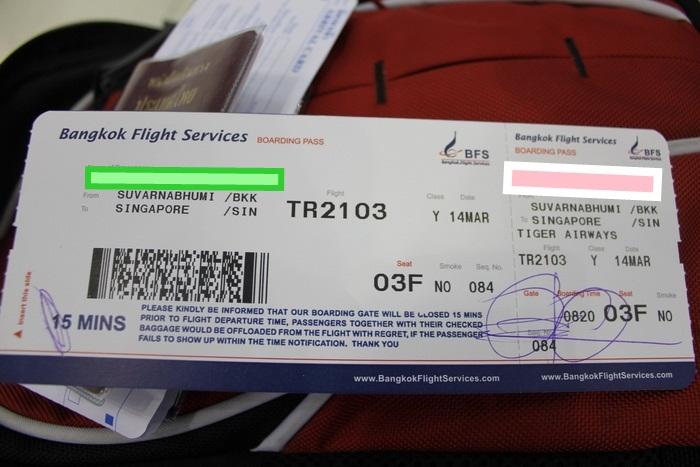 Bangkok Flight Services BOARDING PASS
BFS
Bangkok Flight Services
From SUVARNABHUMI /BKK
To SINGAPORE /SIN
Flight
TR2103
Class Date
Y 14MAR
Seat Smoke Seq. No.
03F NO 084
Insert this side
15 MINS
PLEASE KINDLY BE INFORMED THAT OUR BOARDING GATE WILL BE CLOSED 15 MINS
PRIOR TO FLIGHT DEPARTURE TIME, PASSENGERS TOGETHER WITH THEIR CHECKED
BAGGAGE WOULD BE OFFLOADED FROM THE FLIGHT WITH REGRET, IF THE PASSENGER
FAILS TO SHOW UP WITHIN THE TIME NOTIFICATION. THANK YOU
www.BangkokFlightServices.com
Bangkok Flight Services
BOARDING PASS
BFS
SUVARNABHUMI /BKK
To SINGAPORE /SIN
TIGER AIRWAYS
Flight Class Date
TR2103 Y 14MAR
Gate Boarding Time Seat Smoke
0820 03F NO
084
www.BangkokFlightServices.com